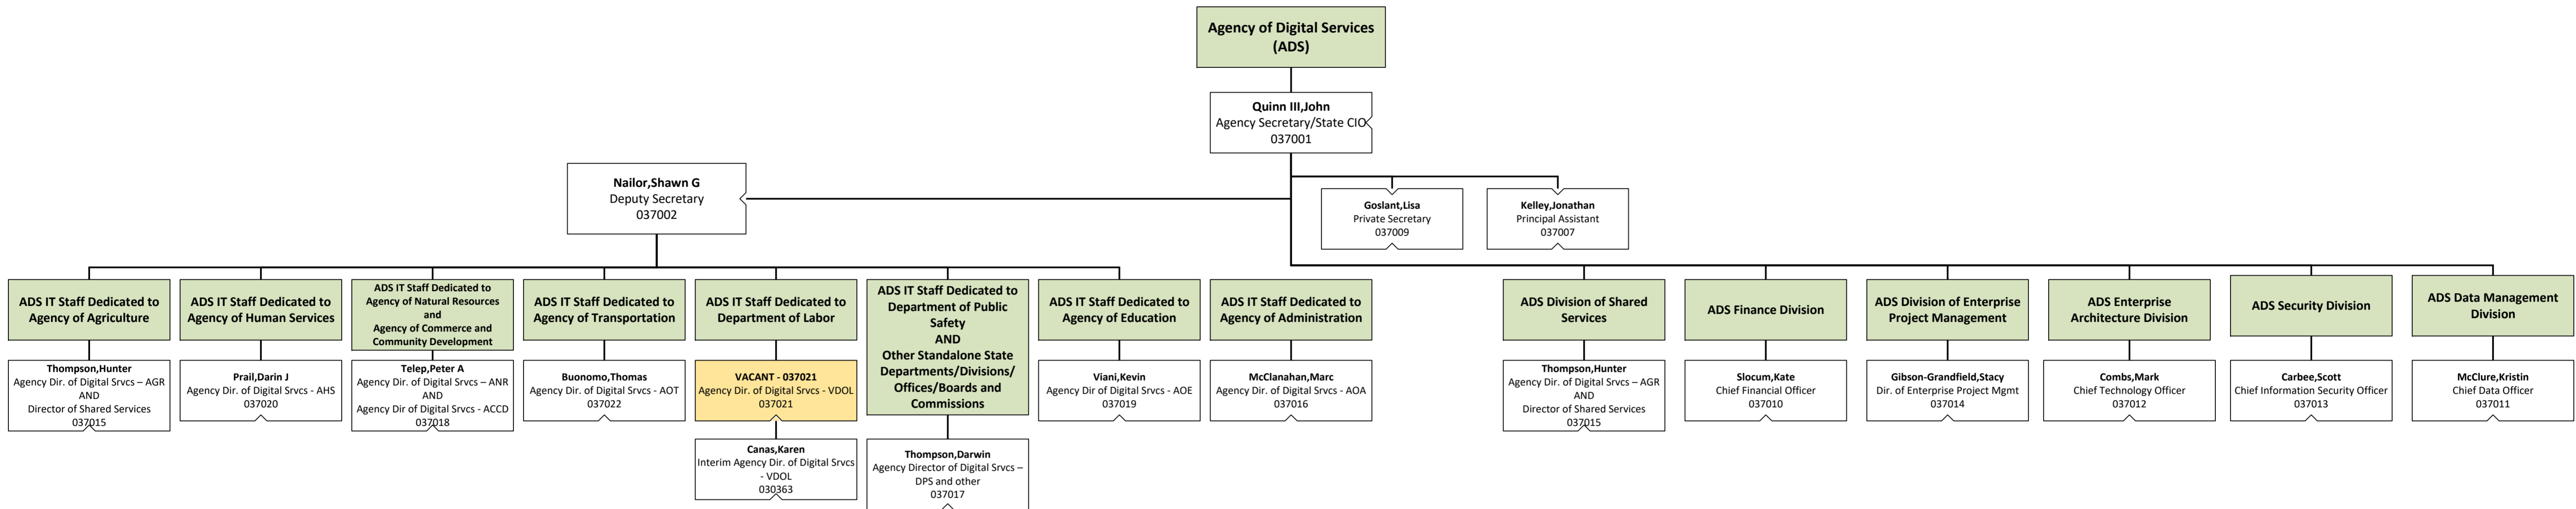 Agency of Digital Services
(ADS)
Quinn III,John
Agency Secretary/State CIO
037001
Nailor,Shawn G
Deputy Secretary
037002
Goslant,Lisa
Private Secretary
037009
Kelley,Jonathan
Principal Assistant
037007
ADS IT Staff Dedicated to
Agency of Agriculture
Thompson,Hunter
Agency Dir. of Digital Srvcs – AGR
AND
Director of Shared Services
037015
ADS IT Staff Dedicated to
Agency of Human Services
Prail,Darin J
Agency Dir. of Digital Srvcs - AHS
037020
ADS IT Staff Dedicated to
Agency of Natural Resources
and
Agency of Commerce and
Community Development
Telep,Peter A
Agency Dir. of Digital Srvcs – ANR
AND
Agency Dir of Digital Srvcs - ACCD
037018
ADS IT Staff Dedicated to
Agency of Transportation
Buonomo,Thomas
Agency Dir. of Digital Srvcs - AOT
037022
ADS IT Staff Dedicated to
Department of Labor
VACANT - 037021
Agency Dir. of Digital Srvcs - VDOL
037021
Canas,Karen
Interim Agency Dir. of Digital Srvcs
- VDOL
030363
ADS IT Staff Dedicated to
Department of Public
Safety
AND
Other Standalone State
Departments/Divisions/
Offices/Boards and
Commissions
Thompson,Darwin
Agency Director of Digital Srvcs –
DPS and other
037017
ADS IT Staff Dedicated to
Agency of Education
Viani,Kevin
Agency Dir of Digital Srvcs - AOE
037019
ADS IT Staff Dedicated to
Agency of Administration
McClanahan,Marc
Agency Dir. of Digital Srvcs - AOA
037016
ADS Division of Shared
Services
Thompson,Hunter
Agency Dir. of Digital Srvcs – AGR
AND
Director of Shared Services
037015
ADS Finance Division
Slocum,Kate
Chief Financial Officer
037010
ADS Division of Enterprise
Project Management
Gibson-Grandfield,Stacy
Dir. of Enterprise Project Mgmt
037014
ADS Enterprise
Architecture Division
Combs,Mark
Chief Technology Officer
037012
ADS Security Division
Carbee,Scott
Chief Information Security Officer
037013
ADS Data Management
Division
McClure,Kristin
Chief Data Officer
037011